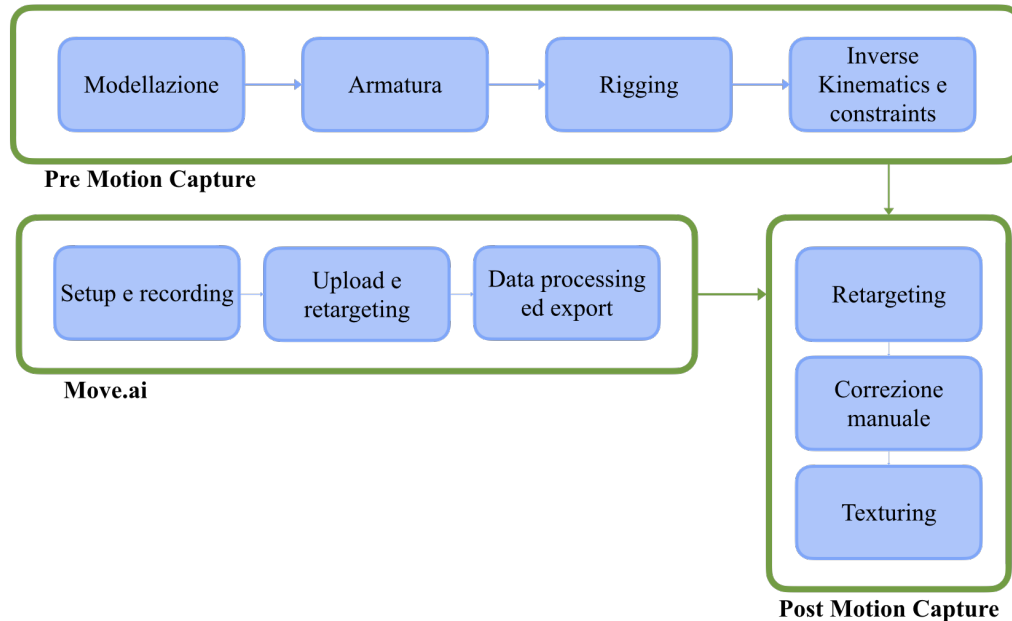 Modellazione
Armatura
Rigging
Inverse
Kinematics e
constraints
Pre Motion Capture
Setup e recording
Upload e
retargeting
Data processing
ed export
Move.ai
Retargeting
Correzione
manuale
Texturing
Post Motion Capture